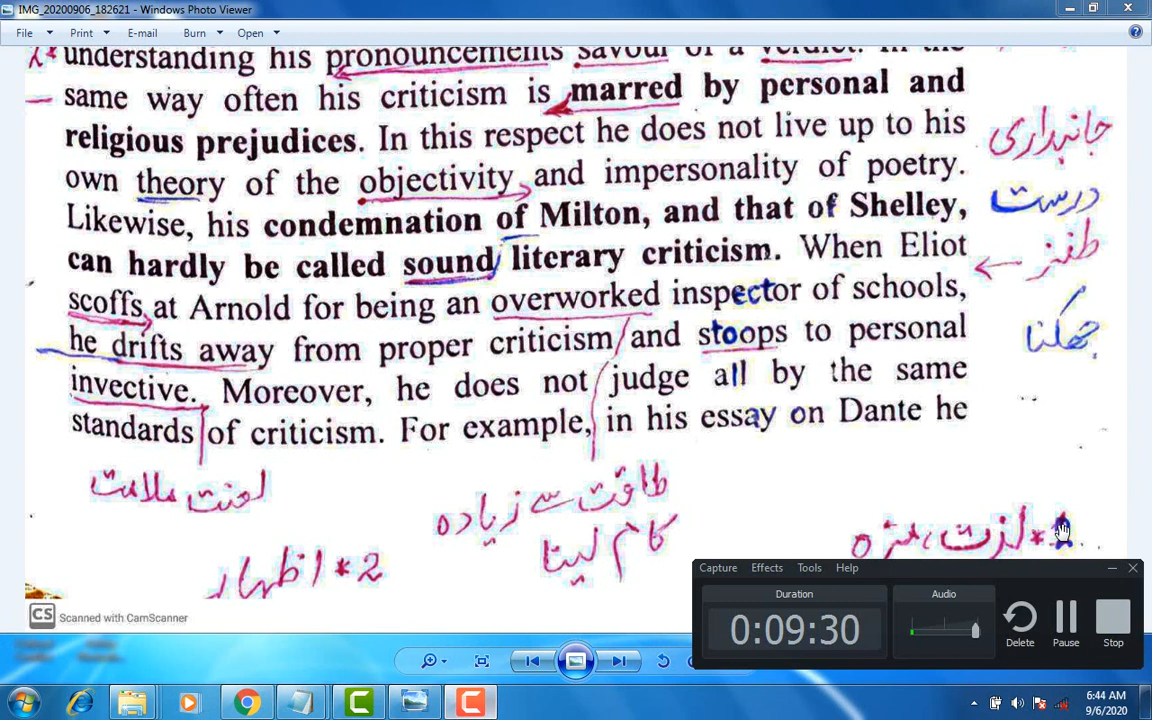 IMG_20200906_182621 - Windows Photo Viewer
File Print E-mail Burn Open
understanding his pronouncements savour of a verdict. In the
same way often his criticism is marred by personal and
religious prejudices. In this respect he does not live up to his
own theory of the objectivity and impersonality of poetry.
Likewise, his condemnation of Milton, and that of Shelley,
can hardly be called sound literary criticism. When Eliot
scoffs at Arnold for being an overworked inspector of schools,
he drifts away from proper criticism and stoops to personal
invective. Moreover, he does not judge all by the same
standards of criticism. For example, in his essay on Dante he
جانبداری
درست
طنز
جھکنا
لعنت ملامت
طاقت سے زیادہ
کام لینا
لذت، مزہ
2* اظہار
CS Scanned with CamScanner
Capture Effects Tools Help
Duration
0:09:30
Audio
Delete Pause Stop
6:44 AM
9/6/2020